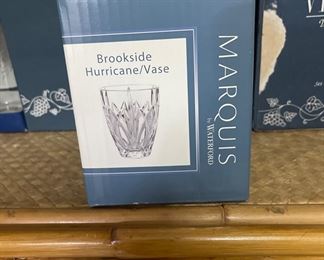 Brookside
Hurricane/Vase
MARQUIS
by WATERFORD